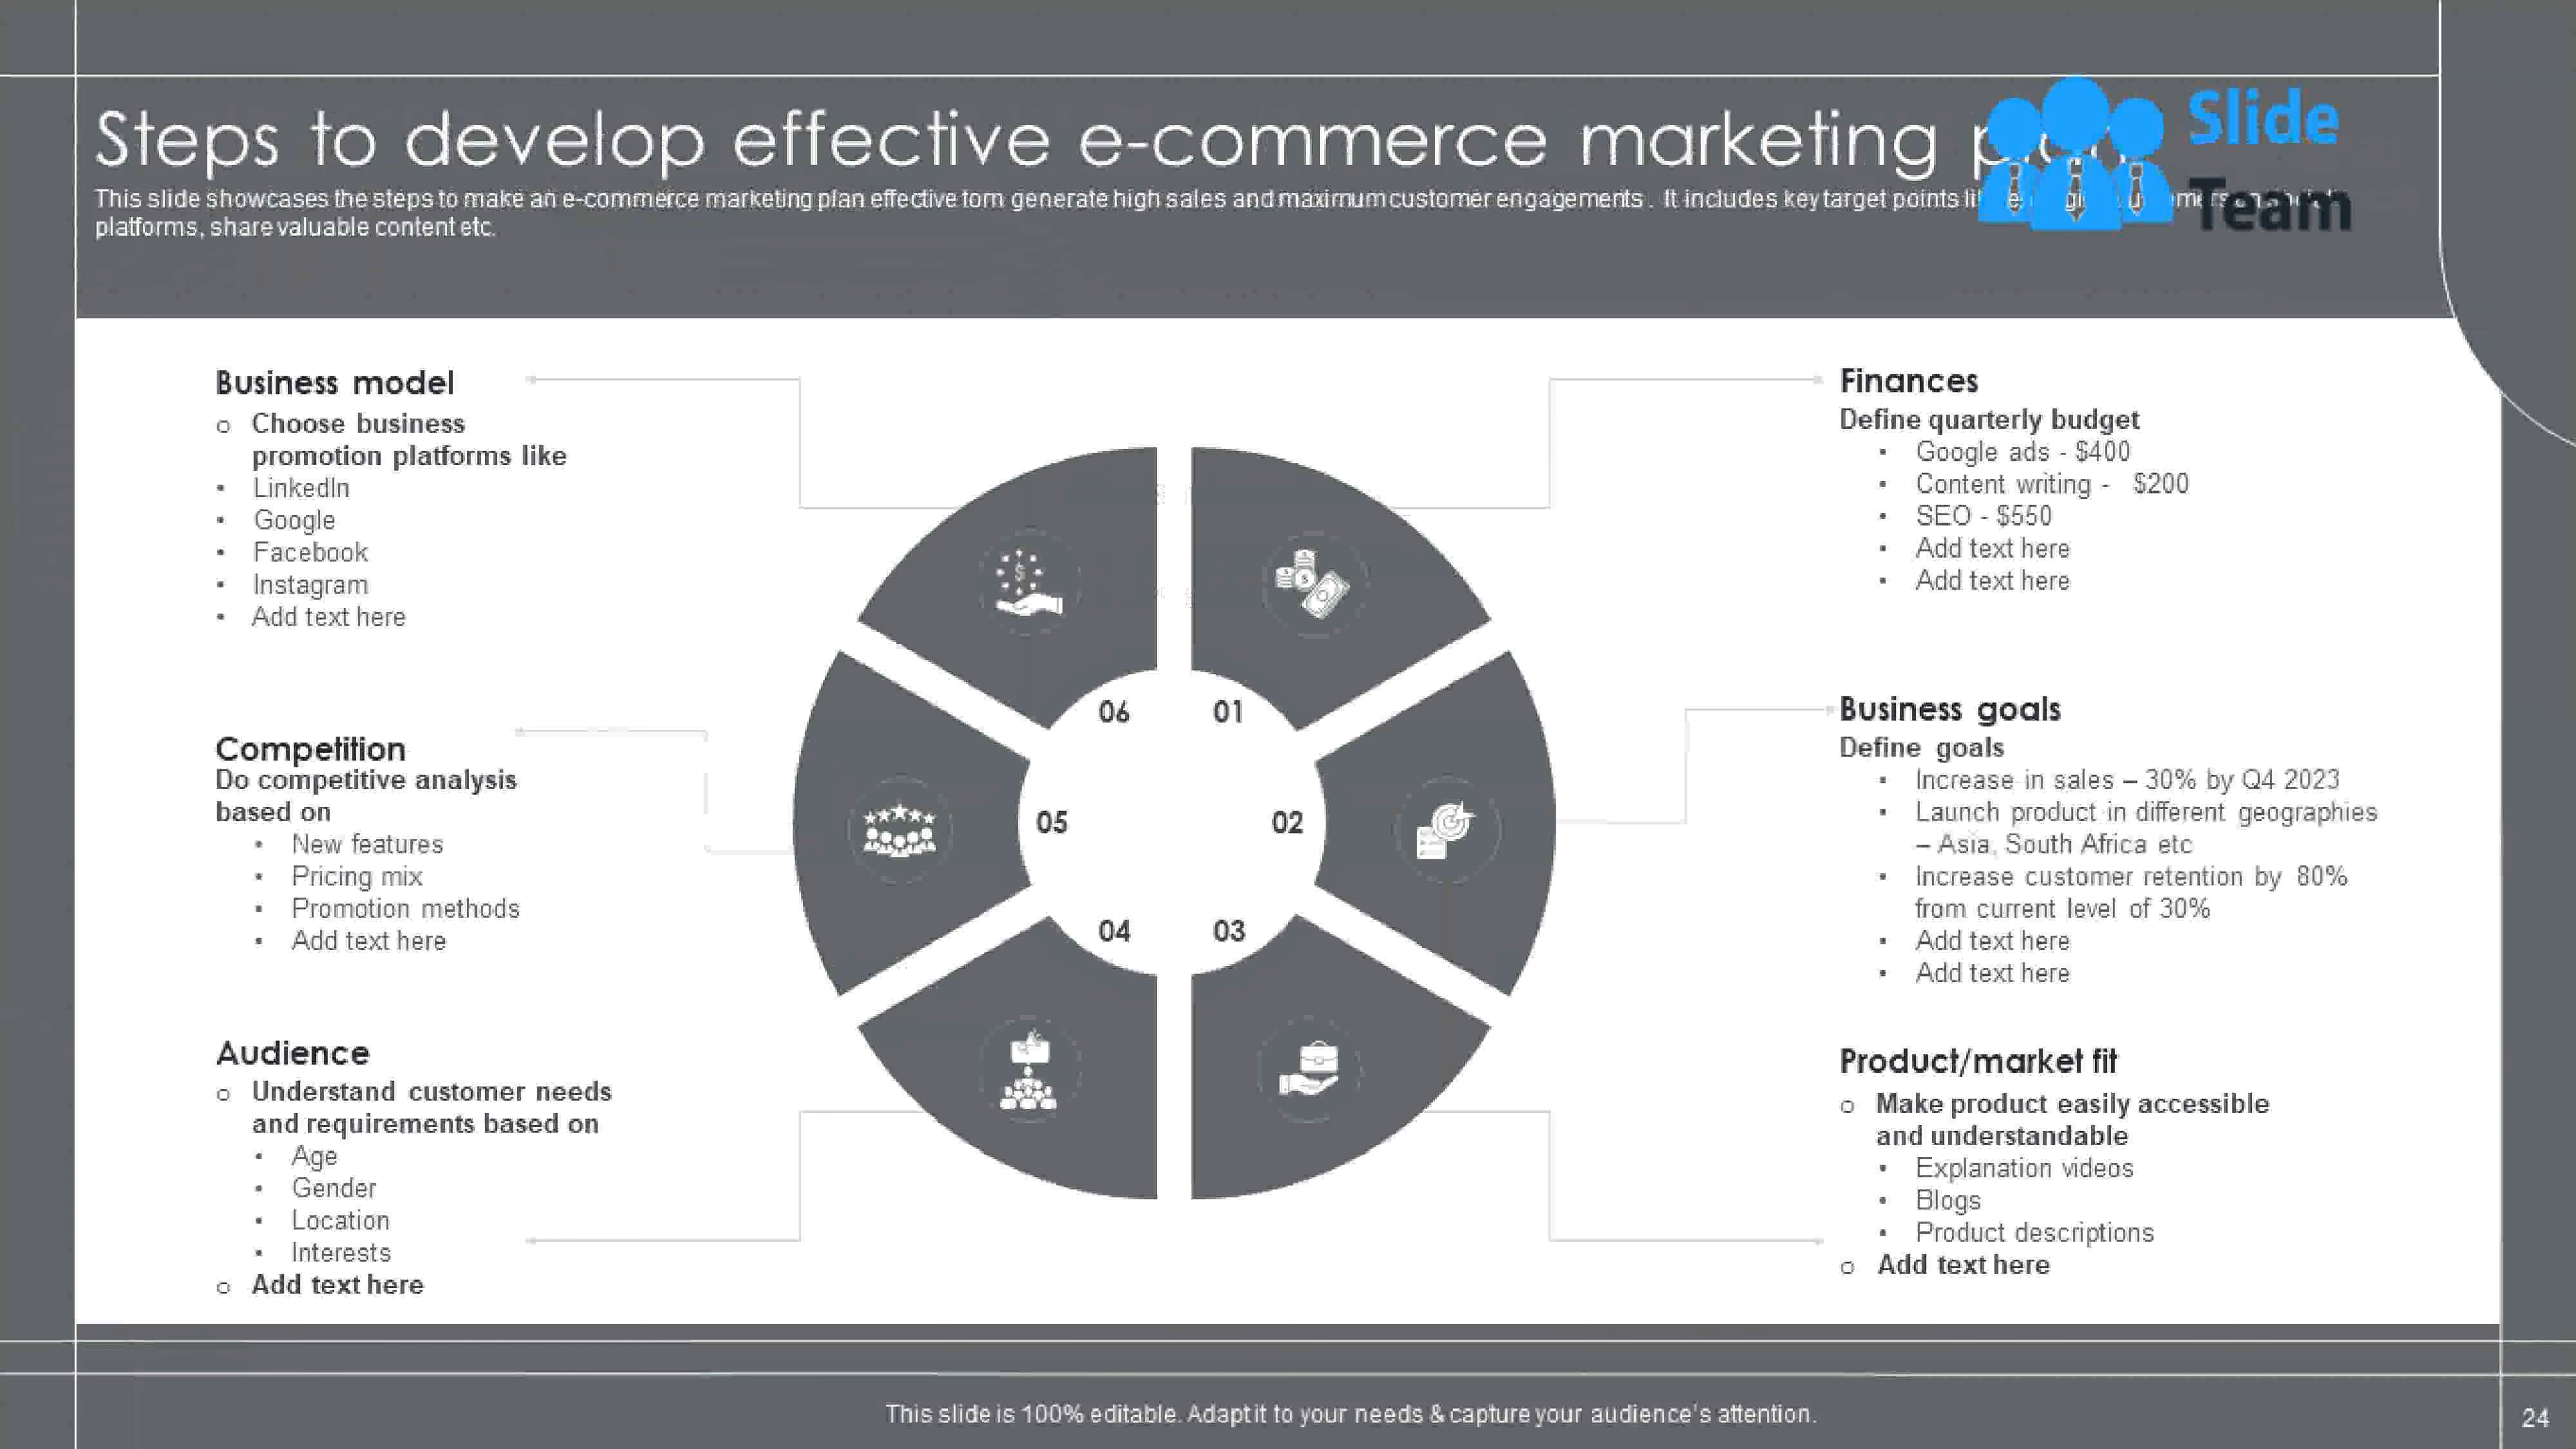 Steps to develop effective e-commerce marketing
Slide
Team
This slide showcases the steps to make an e-commerce marketing plan effective tom generate high sales and maximum customer engagements . It includes key target points
platforms, share valuable content etc.
Business model
o Choose business
promotion platforms like
• LinkedIn
• Google
• Facebook
• Instagram
• Add text here
Competition
Do competitive analysis
based on
• New features
• Pricing mix
• Promotion methods
• Add text here
Audience
o Understand customer needs
and requirements based on
• Age
• Gender
• Location
• Interests
o Add text here
06
01
05
02
04
03
Finances
Define quarterly budget
• Google ads - $400
• Content writing - $200
• SEO - $550
• Add text here
• Add text here
Business goals
Define goals
• Increase in sales – 30% by Q4 2023
• Launch product in different geographies
– Asia, South Africa etc
• Increase customer retention by 80%
from current level of 30%
• Add text here
• Add text here
Product/market fit
o Make product easily accessible
and understandable
• Explanation videos
• Blogs
• Product descriptions
o Add text here
This slide is 100% editable. Adapt it to your needs & capture your audience's attention.
24